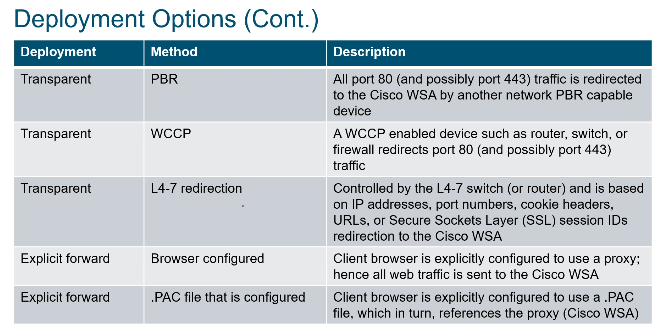 Deployment Options (Cont.)
Deployment Method Description
Transparent PBR All port 80 (and possibly port 443) traffic is redirected
to the Cisco WSA by another network PBR capable
device
Transparent WCCP A WCCP enabled device such as router, switch, or
firewall redirects port 80 (and possibly port 443)
traffic
Transparent L4-7 redirection Controlled by the L4-7 switch (or router) and is based
on IP addresses, port numbers, cookie headers,
URLs, or Secure Sockets Layer (SSL) session IDs
redirection to the Cisco WSA
Explicit forward Browser configured Client browser is explicitly configured to use a proxy;
hence all web traffic is sent to the Cisco WSA
Explicit forward .PAC file that is configured Client browser is explicitly configured to use a .PAC
file, which in turn, references the proxy (Cisco WSA)